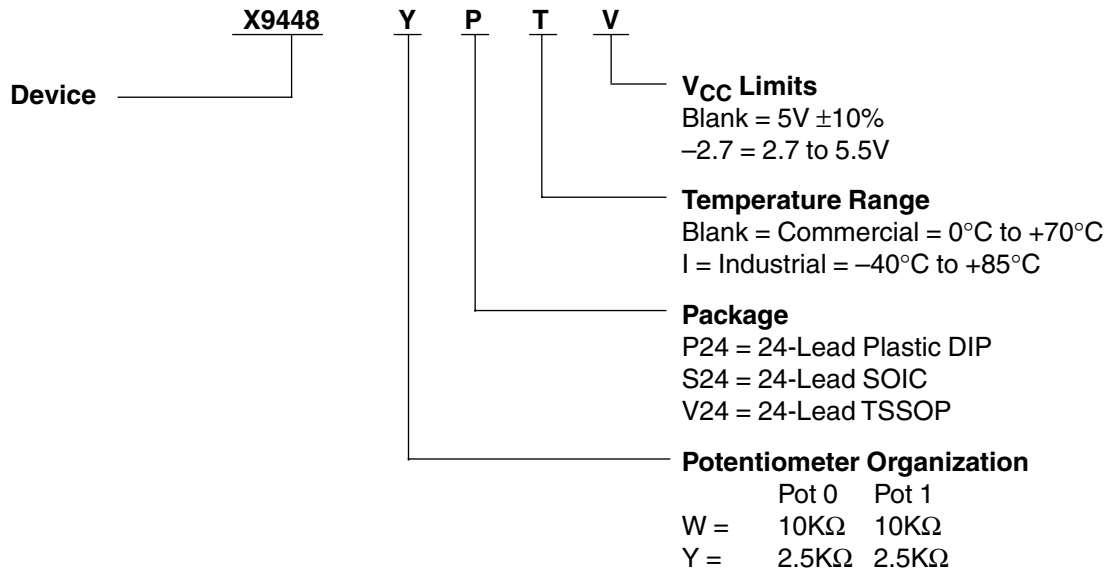 X9448 Y P T V
Device
VCC Limits
Blank = 5V ±10%
–2.7 = 2.7 to 5.5V
Temperature Range
Blank = Commercial = 0°C to +70°C
I = Industrial = –40°C to +85°C
Package
P24 = 24-Lead Plastic DIP
S24 = 24-Lead SOIC
V24 = 24-Lead TSSOP
Potentiometer Organization
Pot 0 Pot 1
W = 10KΩ 10KΩ
Y = 2.5KΩ 2.5KΩ